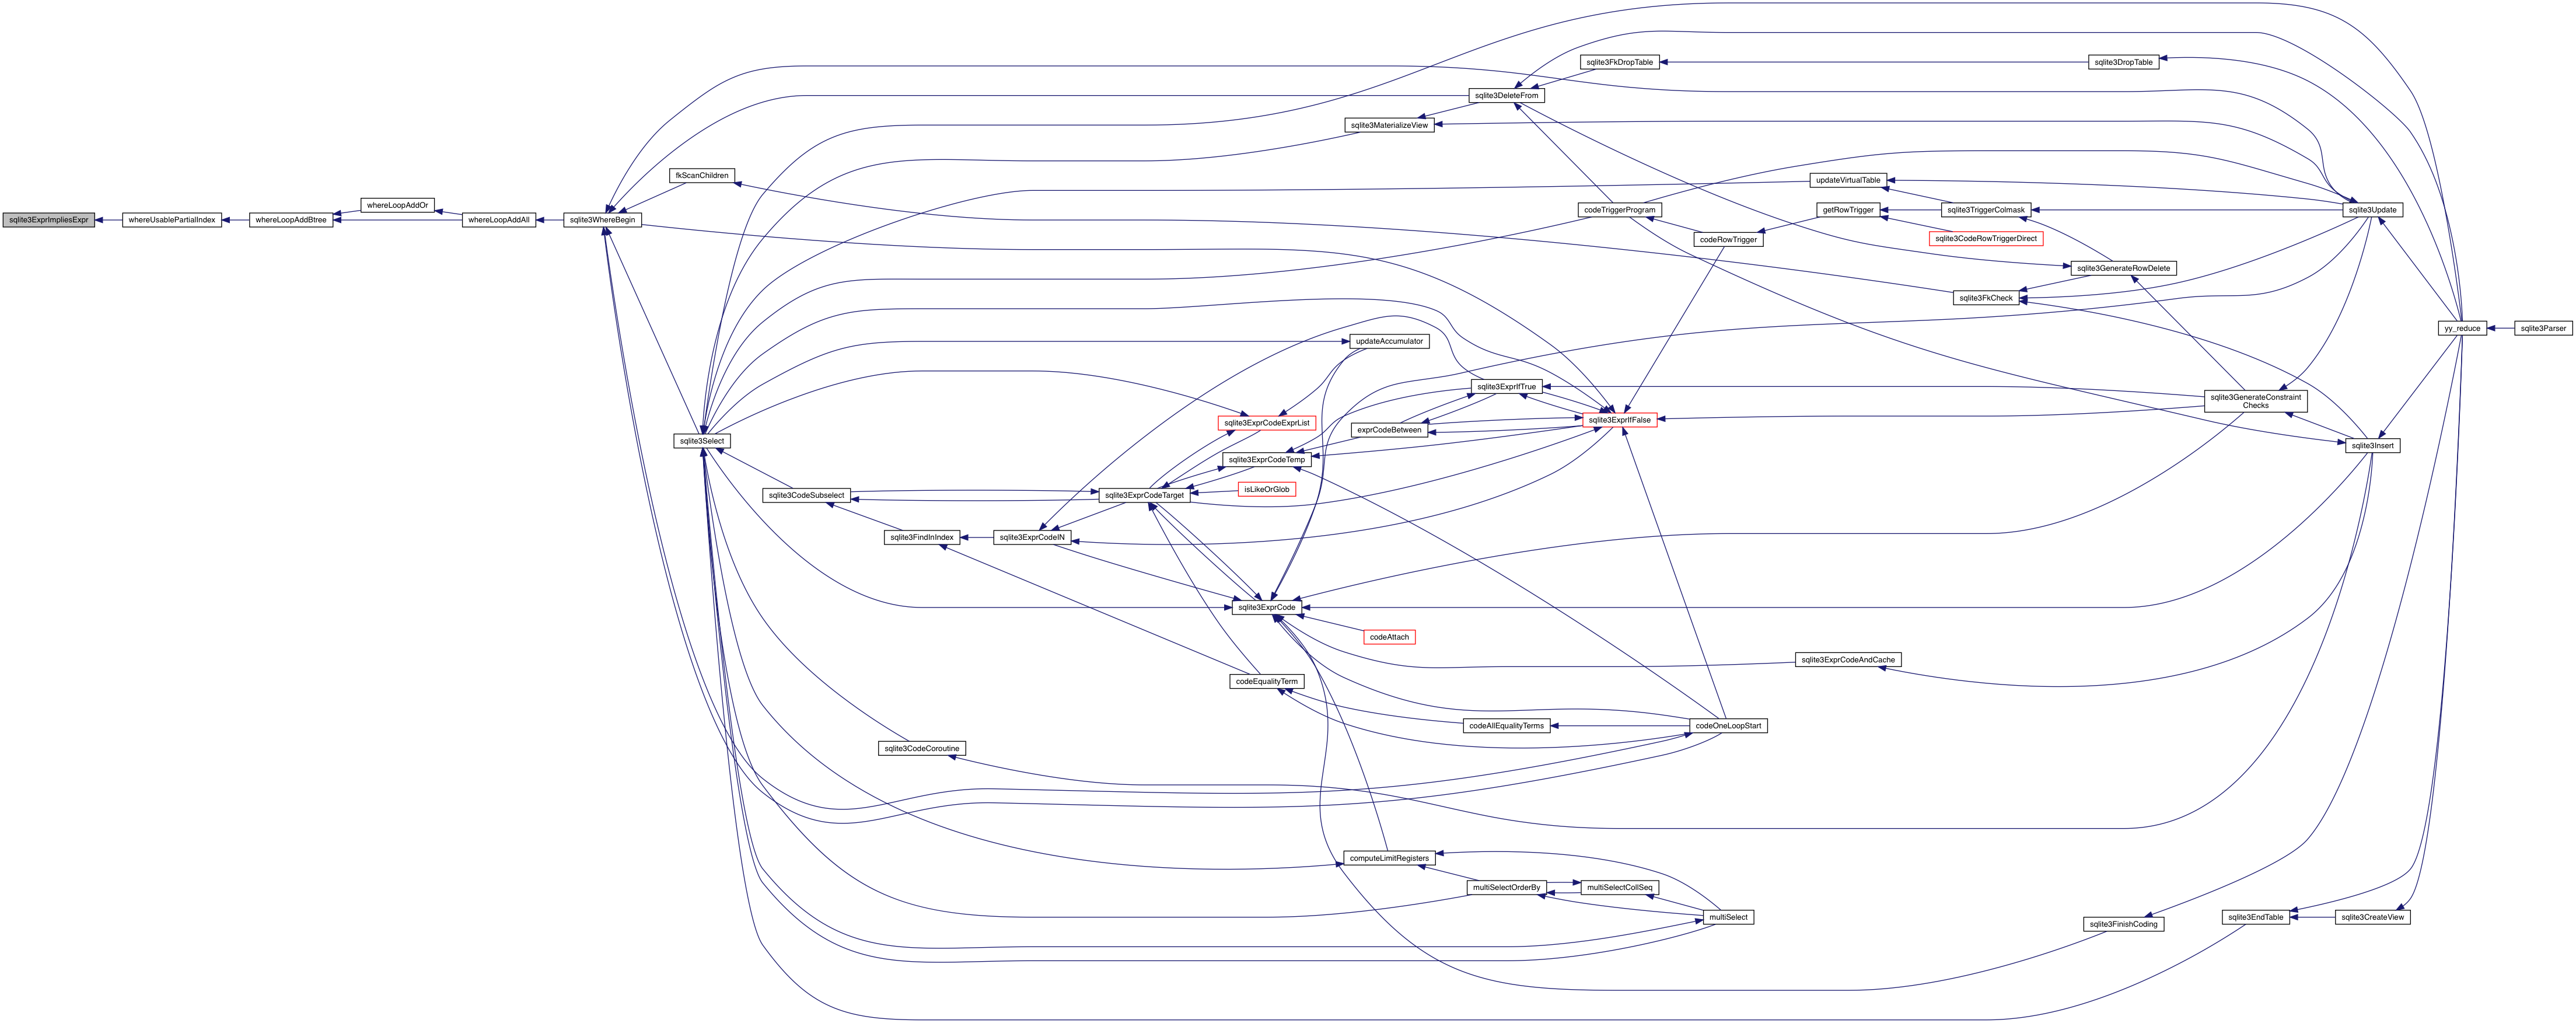 sqlite3ExprImpliesExpr
whereUsablePartialIndex
whereLoopAddBtree
whereLoopAddOr
whereLoopAddAll
sqlite3WhereBegin
fkScanChildren
sqlite3Select
sqlite3CodeSubselect
sqlite3FindInIndex
sqlite3CodeCoroutine
sqlite3ExprCodeIN
sqlite3ExprCodeTarget
sqlite3ExprCodeExprList
sqlite3ExprCodeTemp
isLikeOrGlob
sqlite3ExprCode
codeEqualityTerm
updateAccumulator
sqlite3MaterializeView
exprCodeBetween
codeAttach
computeLimitRegisters
sqlite3DeleteFrom
sqlite3ExprIfTrue
codeAllEqualityTerms
multiSelectOrderBy
sqlite3FkDropTable
codeTriggerProgram
sqlite3ExprIfFalse
multiSelectCollSeq
codeRowTrigger
codeOneLoopStart
multiSelect
updateVirtualTable
getRowTrigger
sqlite3ExprCodeAndCache
sqlite3TriggerColmask
sqlite3CodeRowTriggerDirect
sqlite3FkCheck
sqlite3DropTable
sqlite3GenerateRowDelete
sqlite3FinishCoding
sqlite3GenerateConstraint
Checks
sqlite3EndTable
sqlite3Update
sqlite3Insert
sqlite3CreateView
yy_reduce
sqlite3Parser